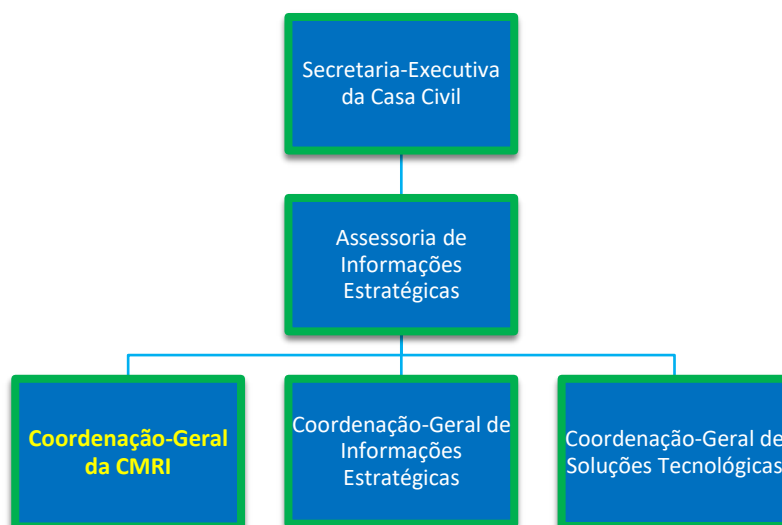 Secretaria-Executiva
da Casa Civil
Assessoria de
Informações
Estratégicas
Coordenação-Geral
da CMRI
Coordenação-Geral de
Informações
Estratégicas
Coordenação-Geral de
Soluções Tecnológicas